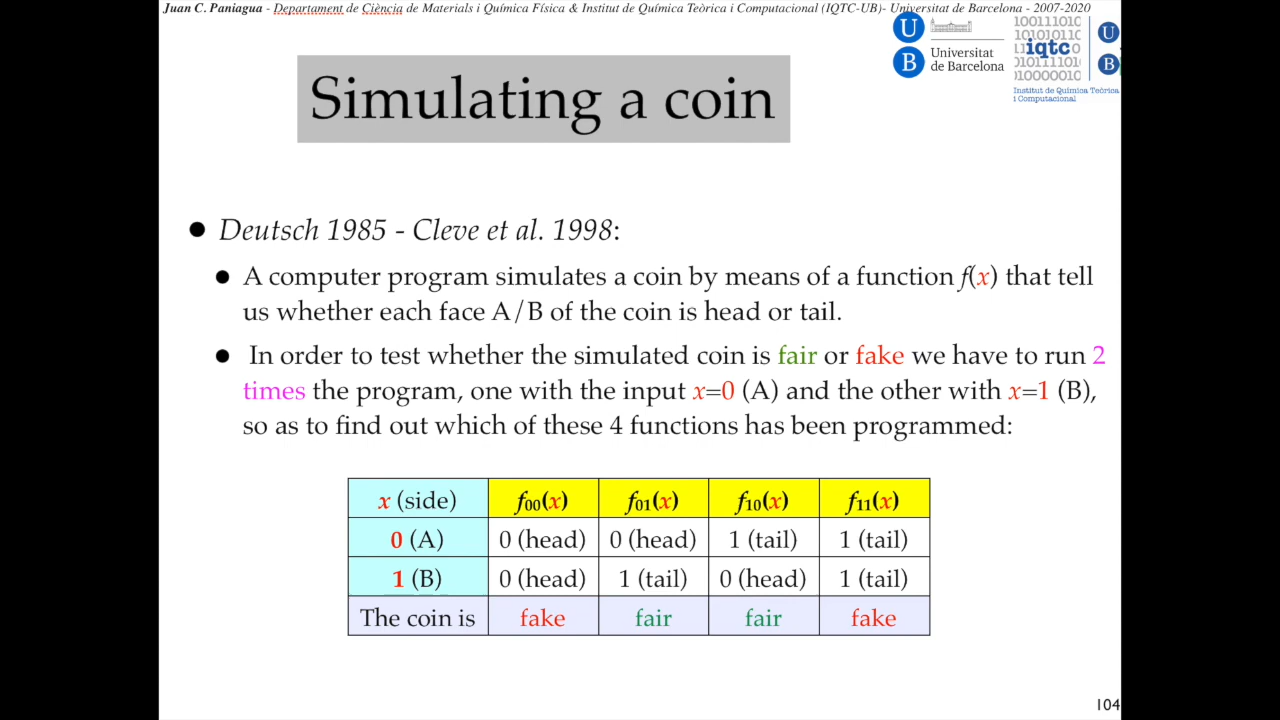 Juan C. Paniagua - Departament de Ciència de Materials i Química Física & Institut de Química Teòrica i Computacional (IQTC-UB)- Universitat de Barcelona - 2007-2020
U B Universitat
de Barcelona
iqtc
Institut de Química Teòrica
i Computacional
U
B
Simulating a coin
● Deutsch 1985 - Cleve et al. 1998:
● A computer program simulates a coin by means of a function f(x) that tell
us whether each face A/B of the coin is head or tail.
● In order to test whether the simulated coin is fair or fake we have to run 2
times the program, one with the input x=0 (A) and the other with x=1 (B),
so as to find out which of these 4 functions has been programmed:
x (side) f00(x) f01(x) f10(x) f11(x)
0 (A) 0 (head) 0 (head) 1 (tail) 1 (tail)
1 (B) 0 (head) 1 (tail) 0 (head) 1 (tail)
The coin is fake fair fair fake
104